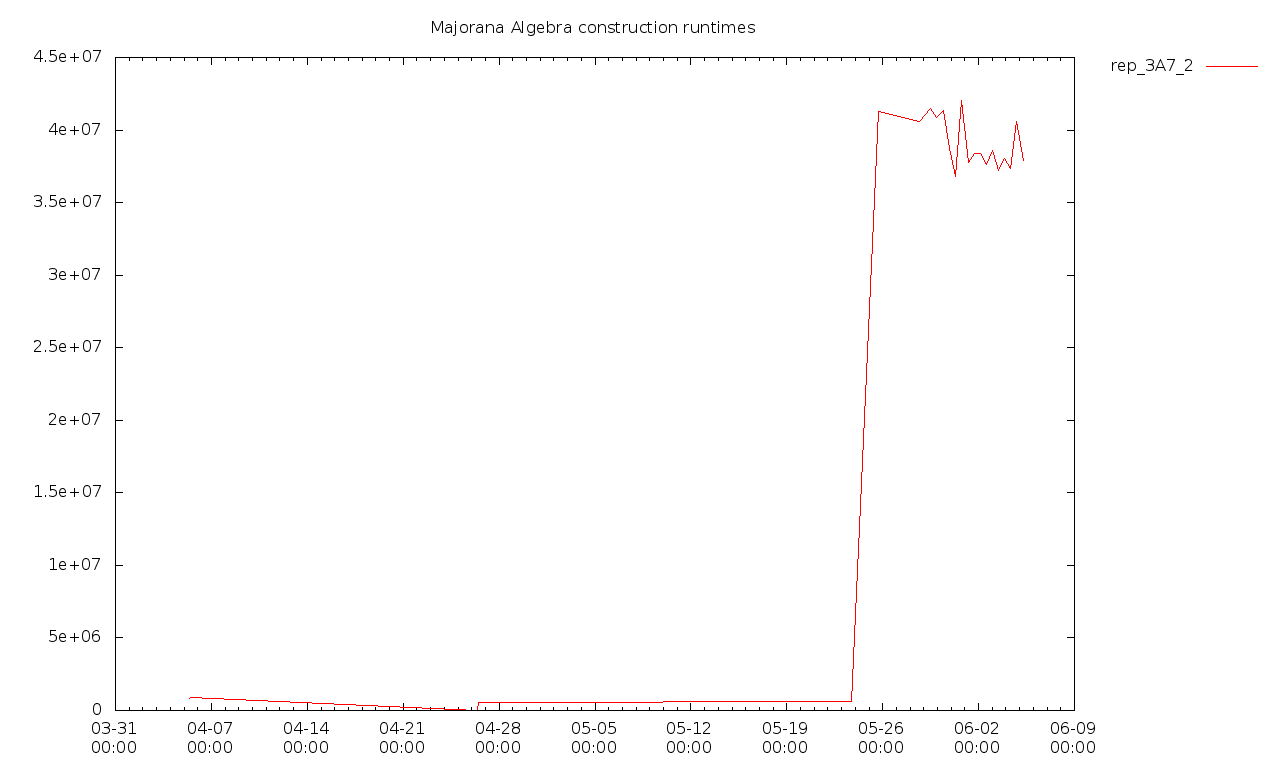 Majorana Algebra construction runtimes
rep_3A7_2
4.5e+07
4e+07
3.5e+07
3e+07
2.5e+07
2e+07
1.5e+07
1e+07
5e+06
0
03-31 04-07 04-14 04-21 04-28 05-05 05-12 05-19 05-26 06-02 06-09
00:00 00:00 00:00 00:00 00:00 00:00 00:00 00:00 00:00 00:00 00:00